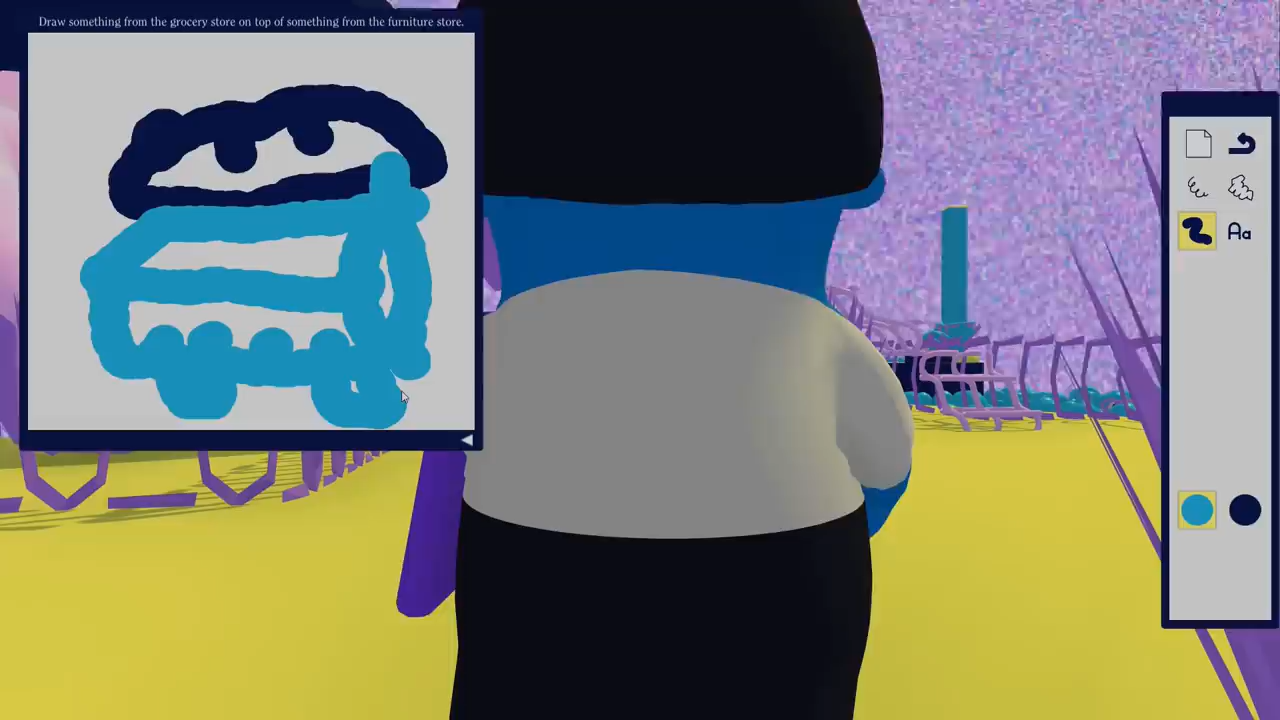 Draw something from the grocery store on top of something from the furniture store.
Aa